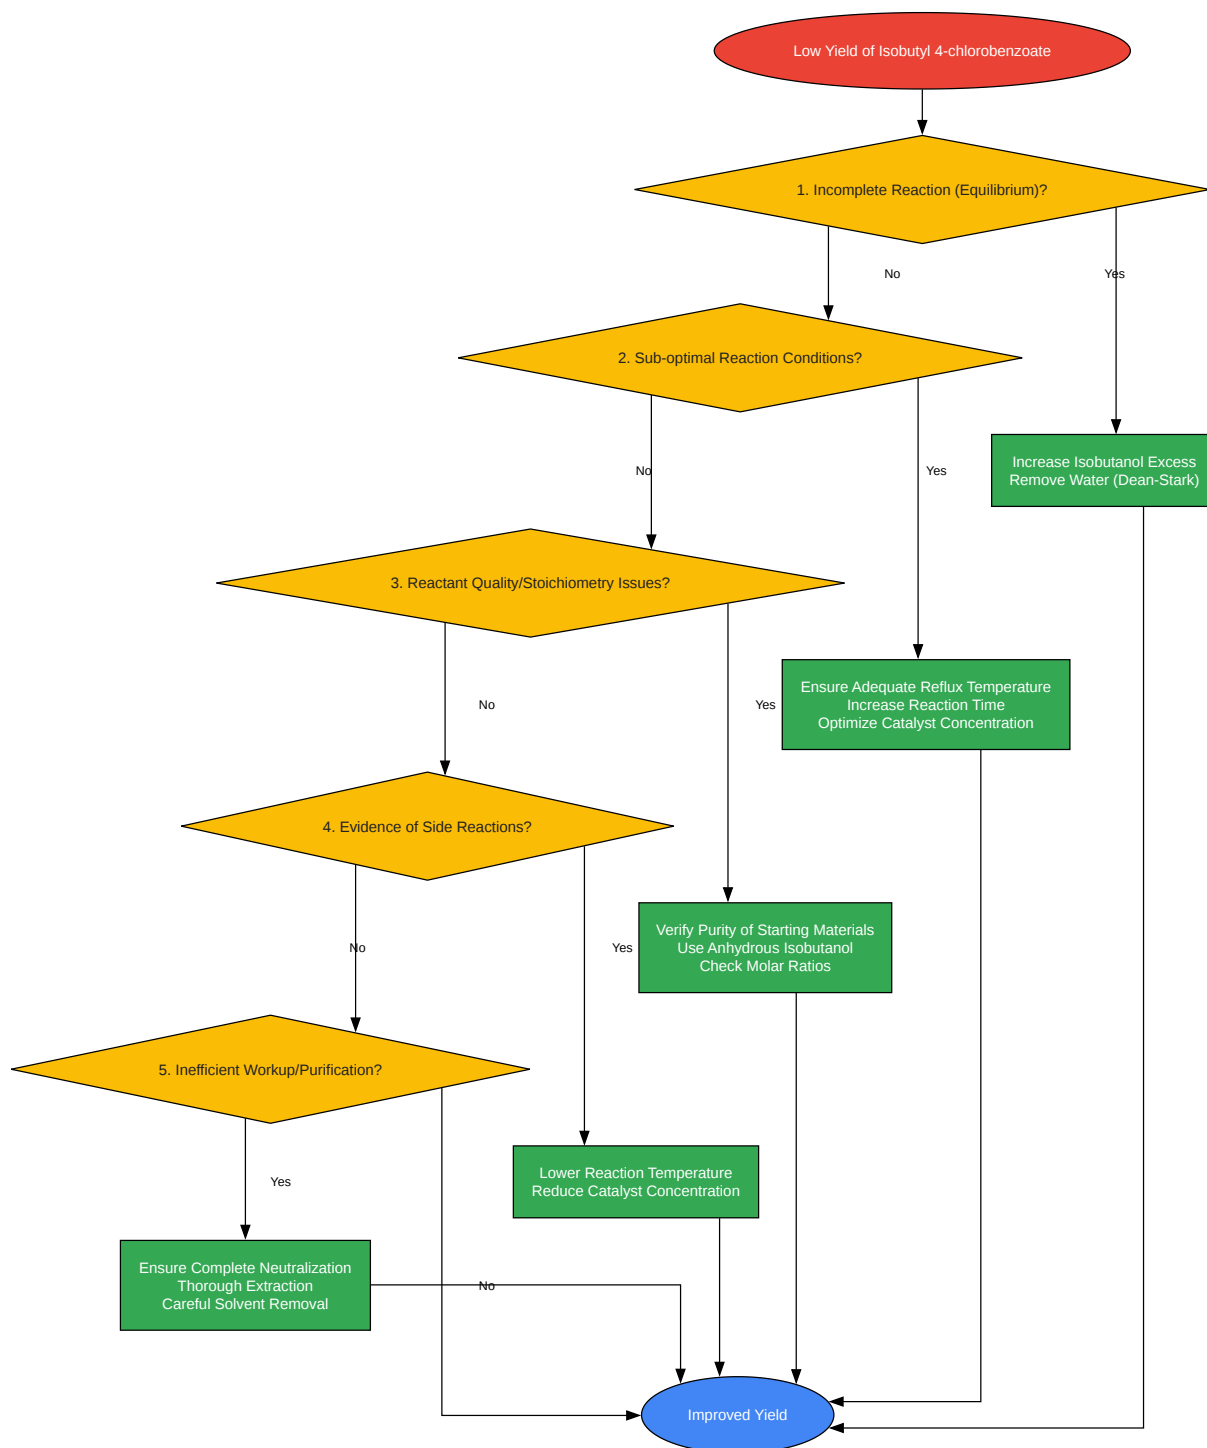 Low Yield of Isobutyl 4-chlorobenzoate
1. Incomplete Reaction (Equilibrium)?
No
Yes
2. Sub-optimal Reaction Conditions?
Increase Isobutanol Excess
Remove Water (Dean-Stark)
No
Yes
3. Reactant Quality/Stoichiometry Issues?
Ensure Adequate Reflux Temperature
Increase Reaction Time
Optimize Catalyst Concentration
No
Yes
4. Evidence of Side Reactions?
Verify Purity of Starting Materials
Use Anhydrous Isobutanol
Check Molar Ratios
No
Yes
5. Inefficient Workup/Purification?
Lower Reaction Temperature
Reduce Catalyst Concentration
Yes
Ensure Complete Neutralization
Thorough Extraction
Careful Solvent Removal
No
Improved Yield